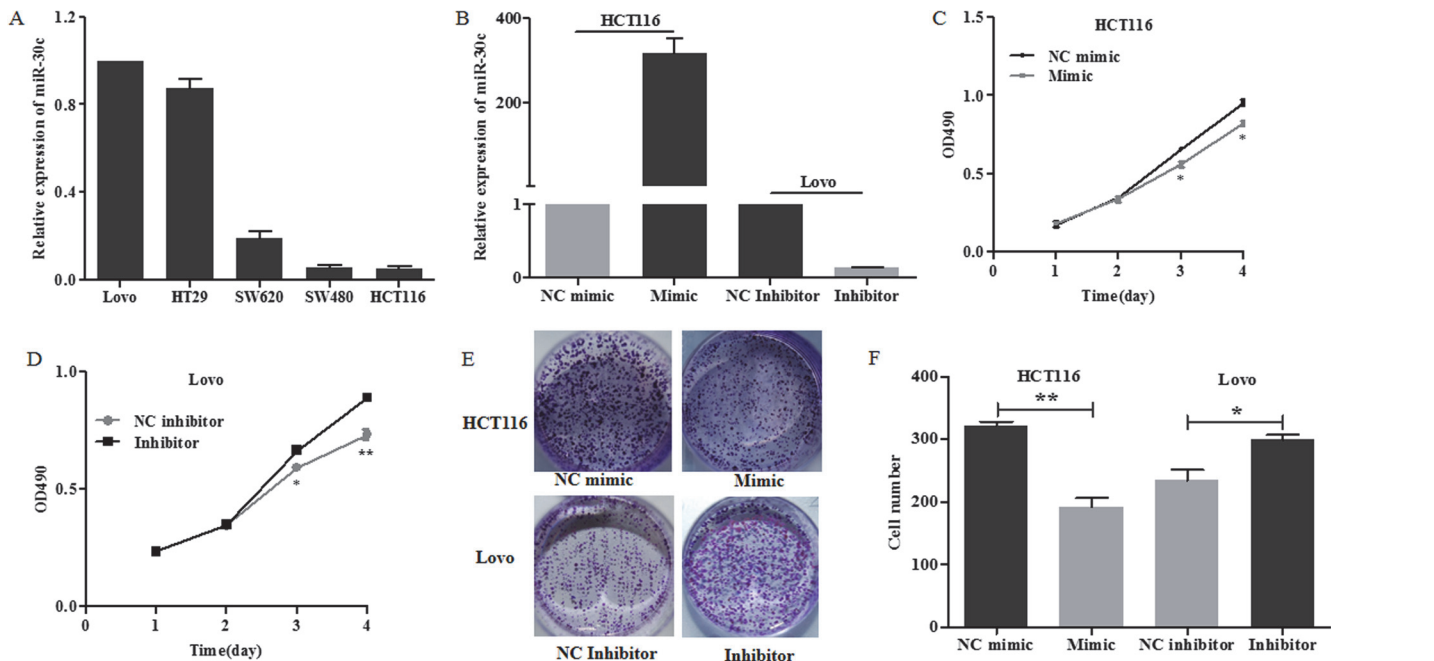 A
Relative expression of miR-30c
1.2
0.8
0.4
0.0
Lovo HT29 SW620 SW480 HCT116
B
Relative expression of miR-30c
400
200
1
0
HCT116
Lovo
NC mimic Mimic NC Inhibitor Inhibitor
C
HCT116
NC mimic
Mimic
OD490
1.5
1.0
0.5
0.0
*
*
0 1 2 3 4
Time(day)
D
Lovo
NC inhibitor
Inhibitor
OD490
1.0
0.5
0.0
*
**
0 1 2 3 4
Time(day)
E
HCT116
NC mimic Mimic
Lovo
NC Inhibitor Inhibitor
F
HCT116 Lovo
** *
Cell number
400
300
200
100
0
NC mimic Mimic NC inhibitor Inhibitor